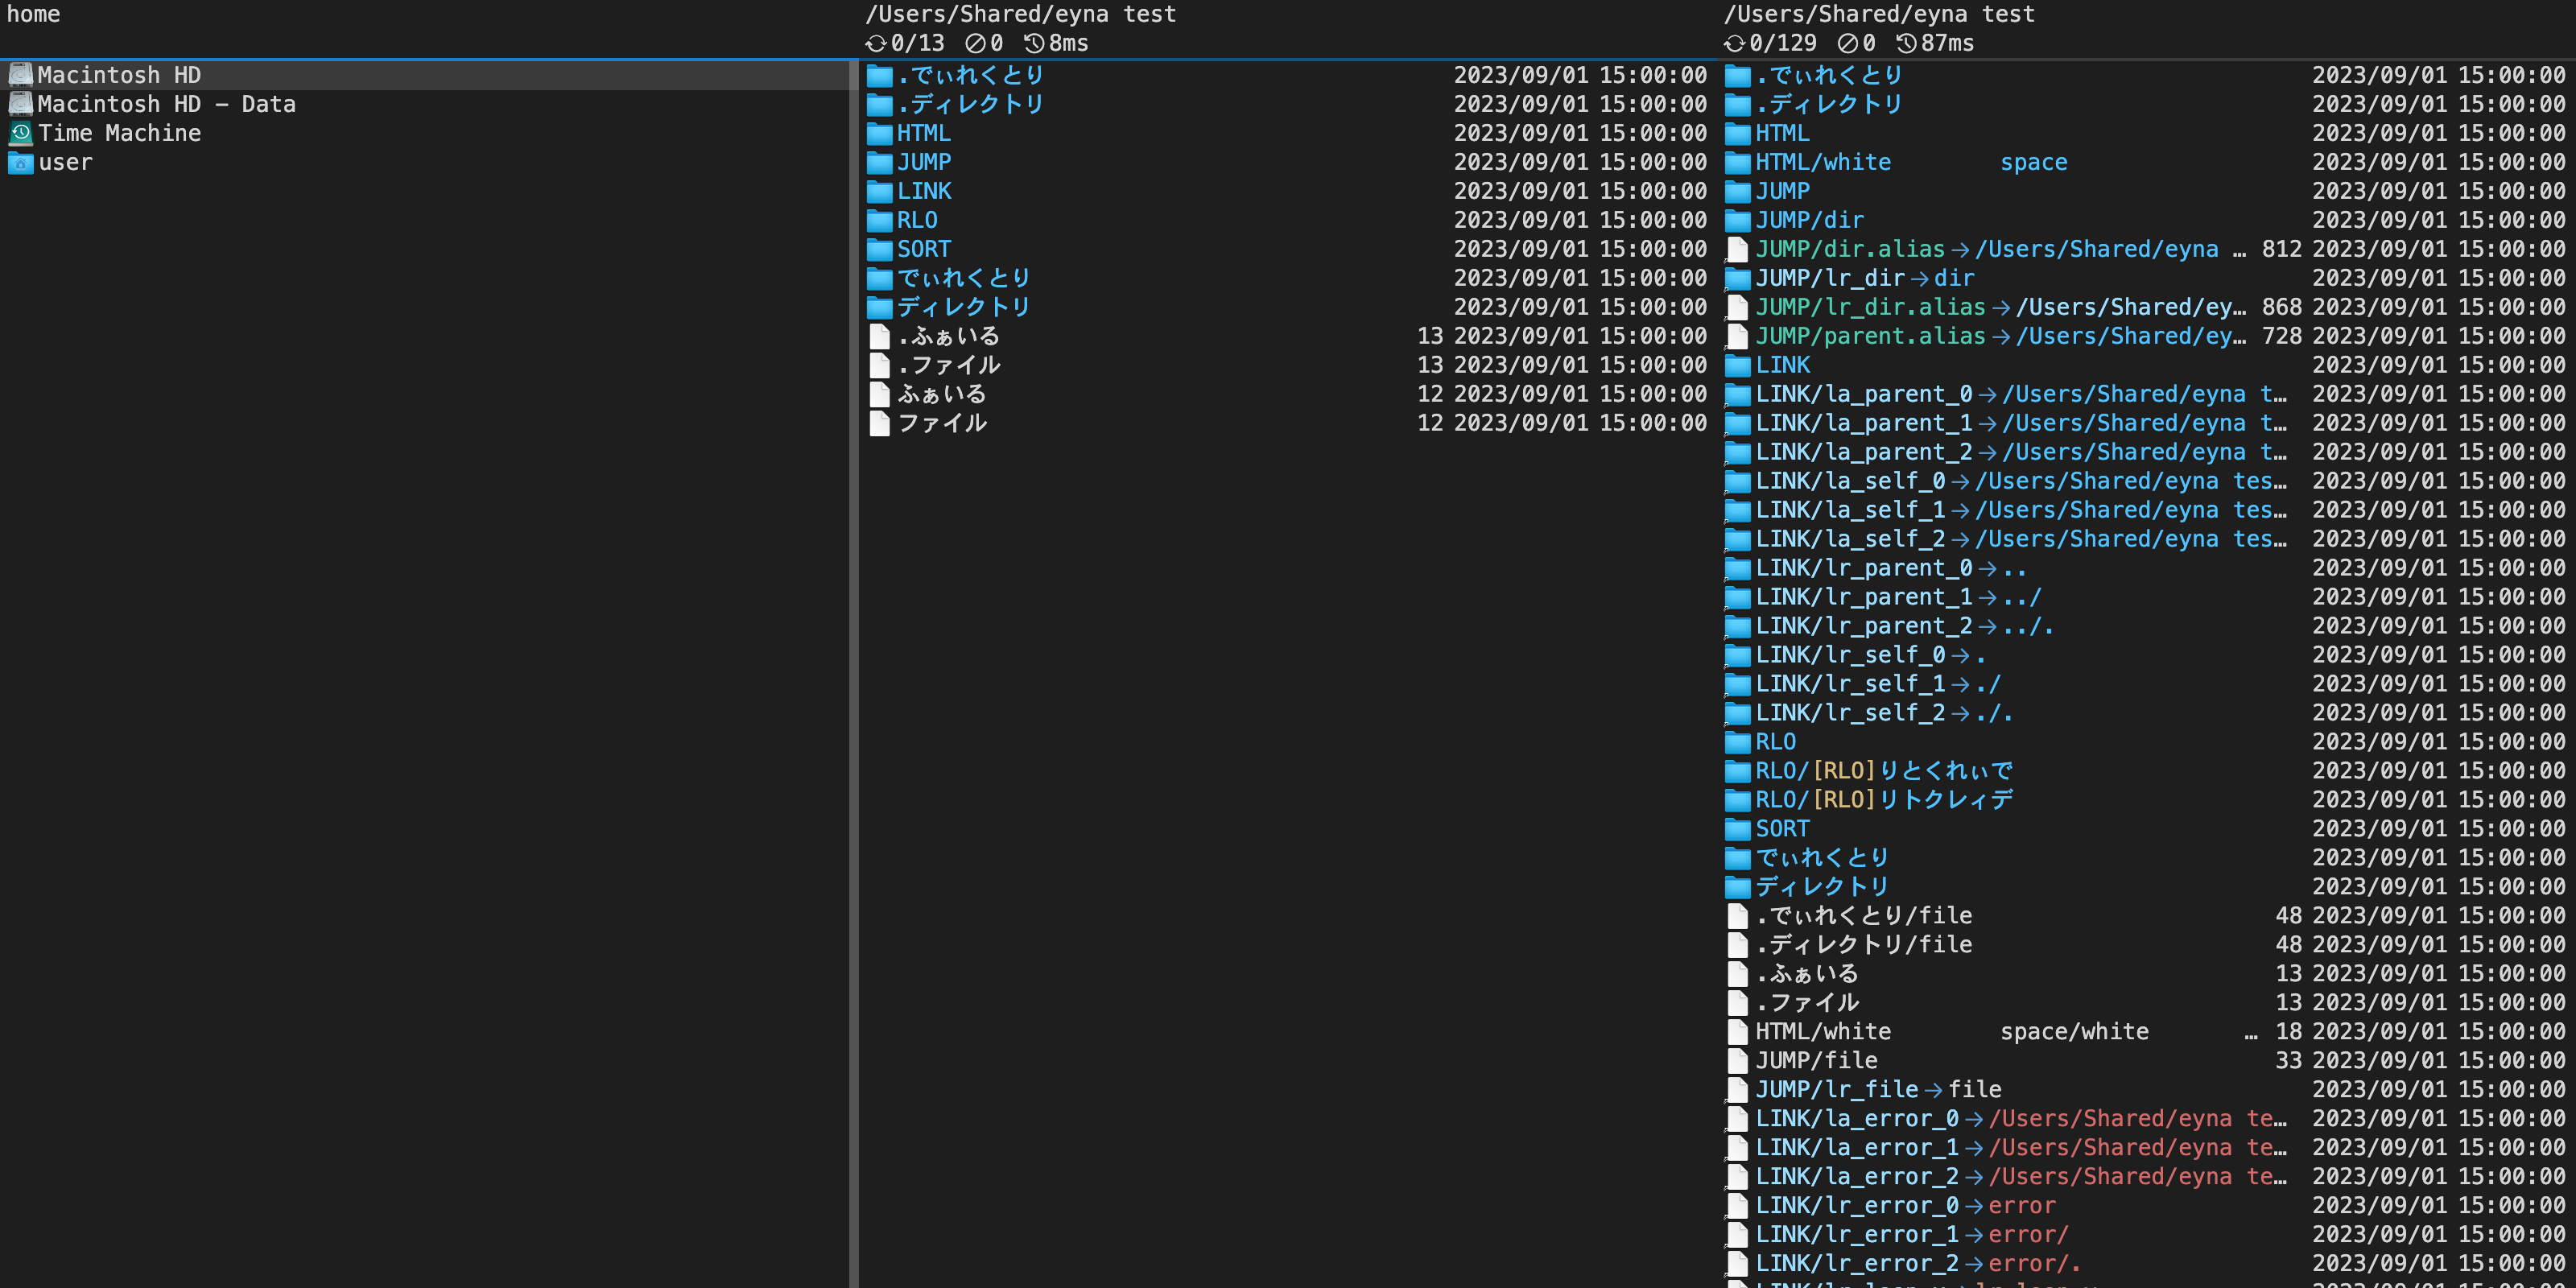 home
Macintosh HD
Macintosh HD – Data
Time Machine
user
/Users/Shared/eyna test
0/13 0 8ms
.でぃれくとり 2023/09/01 15:00:00
.ディレクトリ 2023/09/01 15:00:00
HTML 2023/09/01 15:00:00
JUMP 2023/09/01 15:00:00
LINK 2023/09/01 15:00:00
RLO 2023/09/01 15:00:00
SORT 2023/09/01 15:00:00
でぃれくとり 2023/09/01 15:00:00
ディレクトリ 2023/09/01 15:00:00
.ふぁいる 13 2023/09/01 15:00:00
.ファイル 13 2023/09/01 15:00:00
ふぁいる 12 2023/09/01 15:00:00
ファイル 12 2023/09/01 15:00:00
/Users/Shared/eyna test
0/129 0 87ms
.でぃれくとり 2023/09/01 15:00:00
.ディレクトリ 2023/09/01 15:00:00
HTML 2023/09/01 15:00:00
HTML/white space 2023/09/01 15:00:00
JUMP 2023/09/01 15:00:00
JUMP/dir 2023/09/01 15:00:00
JUMP/dir.alias→/Users/Shared/eyna … 812 2023/09/01 15:00:00
JUMP/lr_dir→dir 2023/09/01 15:00:00
JUMP/lr_dir.alias→/Users/Shared/ey… 868 2023/09/01 15:00:00
JUMP/parent.alias→/Users/Shared/ey… 728 2023/09/01 15:00:00
LINK 2023/09/01 15:00:00
LINK/la_parent_0→/Users/Shared/eyna t… 2023/09/01 15:00:00
LINK/la_parent_1→/Users/Shared/eyna t… 2023/09/01 15:00:00
LINK/la_parent_2→/Users/Shared/eyna t… 2023/09/01 15:00:00
LINK/la_self_0→/Users/Shared/eyna tes… 2023/09/01 15:00:00
LINK/la_self_1→/Users/Shared/eyna tes… 2023/09/01 15:00:00
LINK/la_self_2→/Users/Shared/eyna tes… 2023/09/01 15:00:00
LINK/lr_parent_0→.. 2023/09/01 15:00:00
LINK/lr_parent_1→../ 2023/09/01 15:00:00
LINK/lr_parent_2→../. 2023/09/01 15:00:00
LINK/lr_self_0→. 2023/09/01 15:00:00
LINK/lr_self_1→./ 2023/09/01 15:00:00
LINK/lr_self_2→./. 2023/09/01 15:00:00
RLO 2023/09/01 15:00:00
RLO/[RLO]りとくれぃで 2023/09/01 15:00:00
RLO/[RLO]リトクレィデ 2023/09/01 15:00:00
SORT 2023/09/01 15:00:00
でぃれくとり 2023/09/01 15:00:00
ディレクトリ 2023/09/01 15:00:00
.でぃれくとり/file 48 2023/09/01 15:00:00
.ディレクトリ/file 48 2023/09/01 15:00:00
.ふぁいる 13 2023/09/01 15:00:00
.ファイル 13 2023/09/01 15:00:00
HTML/white space/white … 18 2023/09/01 15:00:00
JUMP/file 33 2023/09/01 15:00:00
JUMP/lr_file→file 2023/09/01 15:00:00
LINK/la_error_0→/Users/Shared/eyna te… 2023/09/01 15:00:00
LINK/la_error_1→/Users/Shared/eyna te… 2023/09/01 15:00:00
LINK/la_error_2→/Users/Shared/eyna te… 2023/09/01 15:00:00
LINK/lr_error_0→error 2023/09/01 15:00:00
LINK/lr_error_1→error/ 2023/09/01 15:00:00
LINK/lr_error_2→error/. 2023/09/01 15:00:00